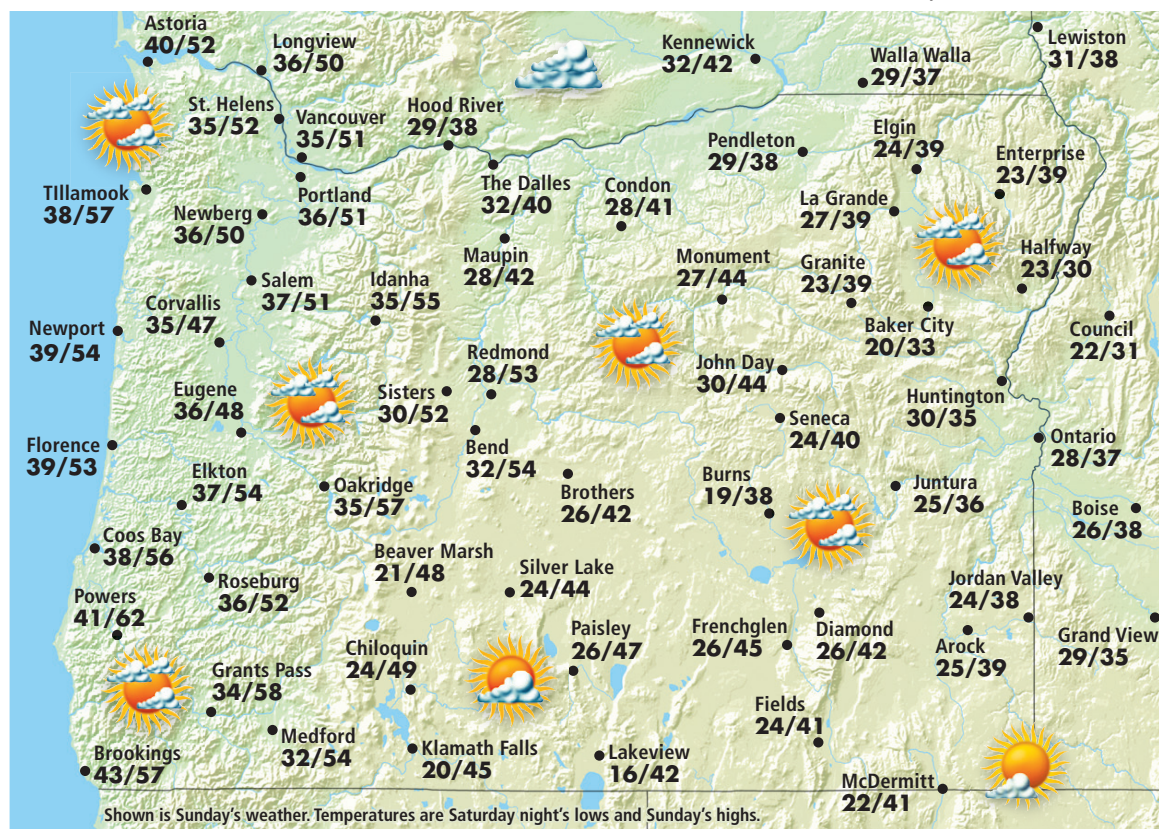 Astoria
40/52
Longview
36/50
Kennewick
32/42
Walla Walla
29/37
Lewiston
31/38
St. Helens
35/52
Vancouver
35/51
Hood River
29/38
Pendleton
29/38
Elgin
24/39
Enterprise
23/39
TIllamook
38/57
Newberg
36/50
Portland
36/51
The Dalles
32/40
Condon
28/41
La Grande
27/39
Salem
37/51
Idanha
35/55
Maupin
28/42
Monument
27/44
Granite
23/39
Halfway
23/30
Corvallis
35/47
Newport
39/54
Baker City
20/33
Council
22/31
Redmond
28/53
John Day
30/44
Eugene
36/48
Sisters
30/52
Huntington
30/35
Seneca
24/40
Florence
39/53
Bend
32/54
Ontario
28/37
Elkton
37/54
Oakridge
35/57
Brothers
26/42
Burns
19/38
Juntura
25/36
Boise
26/38
Coos Bay
38/56
Beaver Marsh
21/48
Silver Lake
24/44
Jordan Valley
24/38
Roseburg
36/52
Powers
41/62
Chiloquin
24/49
Paisley
26/47
Frenchglen
26/45
Diamond
26/42
Arock
25/39
Grand View
29/35
Grants Pass
34/58
Fields
24/41
Medford
32/54
Brookings
43/57
Klamath Falls
20/45
Lakeview
16/42
McDermitt
22/41
Shown is Sunday's weather. Temperatures are Saturday night's lows and Sunday's highs.